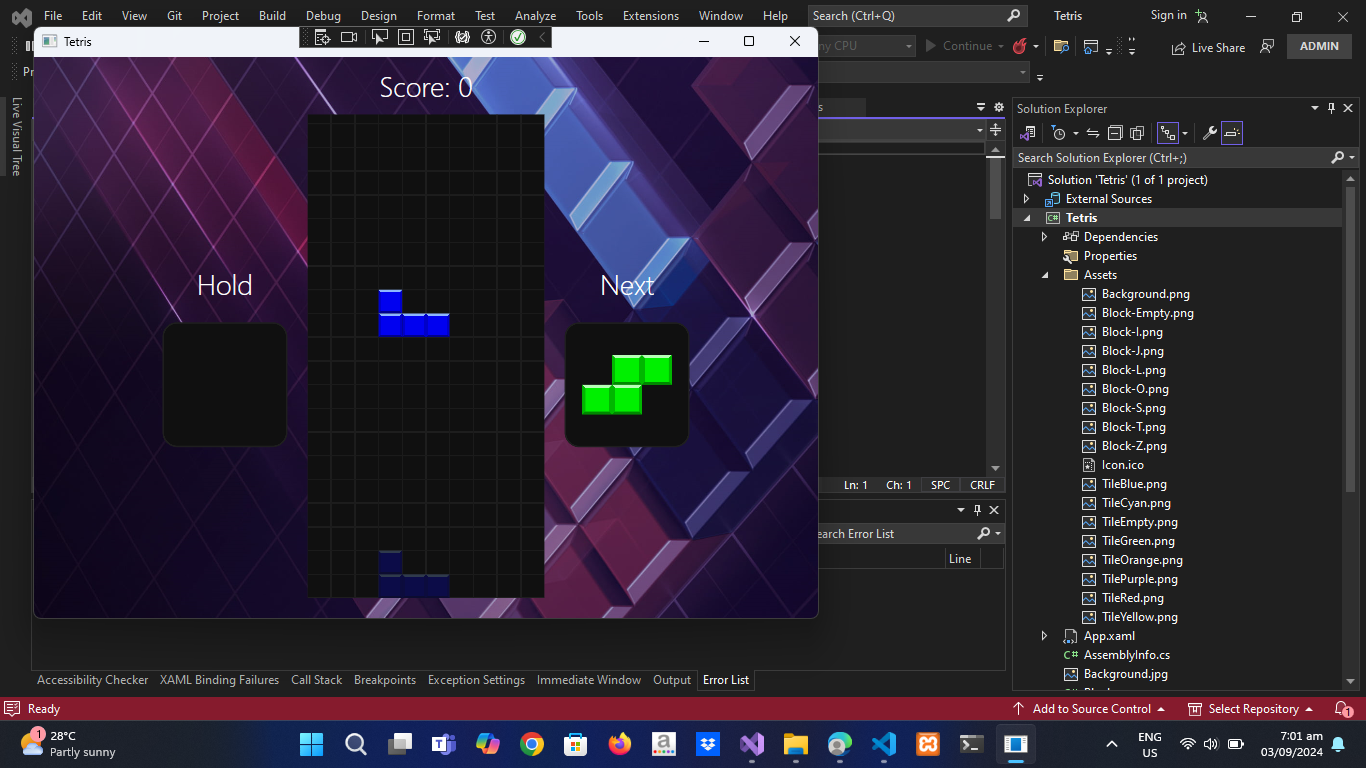 File Edit View Git Project Build Debug Design Format Test Analyze Tools Extensions Window Help Search (Ctrl+Q) Tetris Sign in
Tetris
CPU Continue Live Share ADMIN
Live Visual Tree
Score: 0
Hold
Next
Ln: 1 Ch: 1 SPC CRLF
Error List
Line
Solution Explorer
Search Solution Explorer (Ctrl+;)
Solution 'Tetris' (1 of 1 project)
External Sources
Tetris
Dependencies
Properties
Assets
Background.png
Block-Empty.png
Block-I.png
Block-J.png
Block-L.png
Block-O.png
Block-S.png
Block-T.png
Block-Z.png
Icon.ico
TileBlue.png
TileCyan.png
TileEmpty.png
TileGreen.png
TileOrange.png
TilePurple.png
TileRed.png
TileYellow.png
App.xaml
AssemblyInfo.cs
Background.jpg
Accessibility Checker XAML Binding Failures Call Stack Breakpoints Exception Settings Immediate Window Output Error List
Ready Add to Source Control Select Repository 1
1
28°C
Partly sunny
ENG
US
7:01 am
03/09/2024